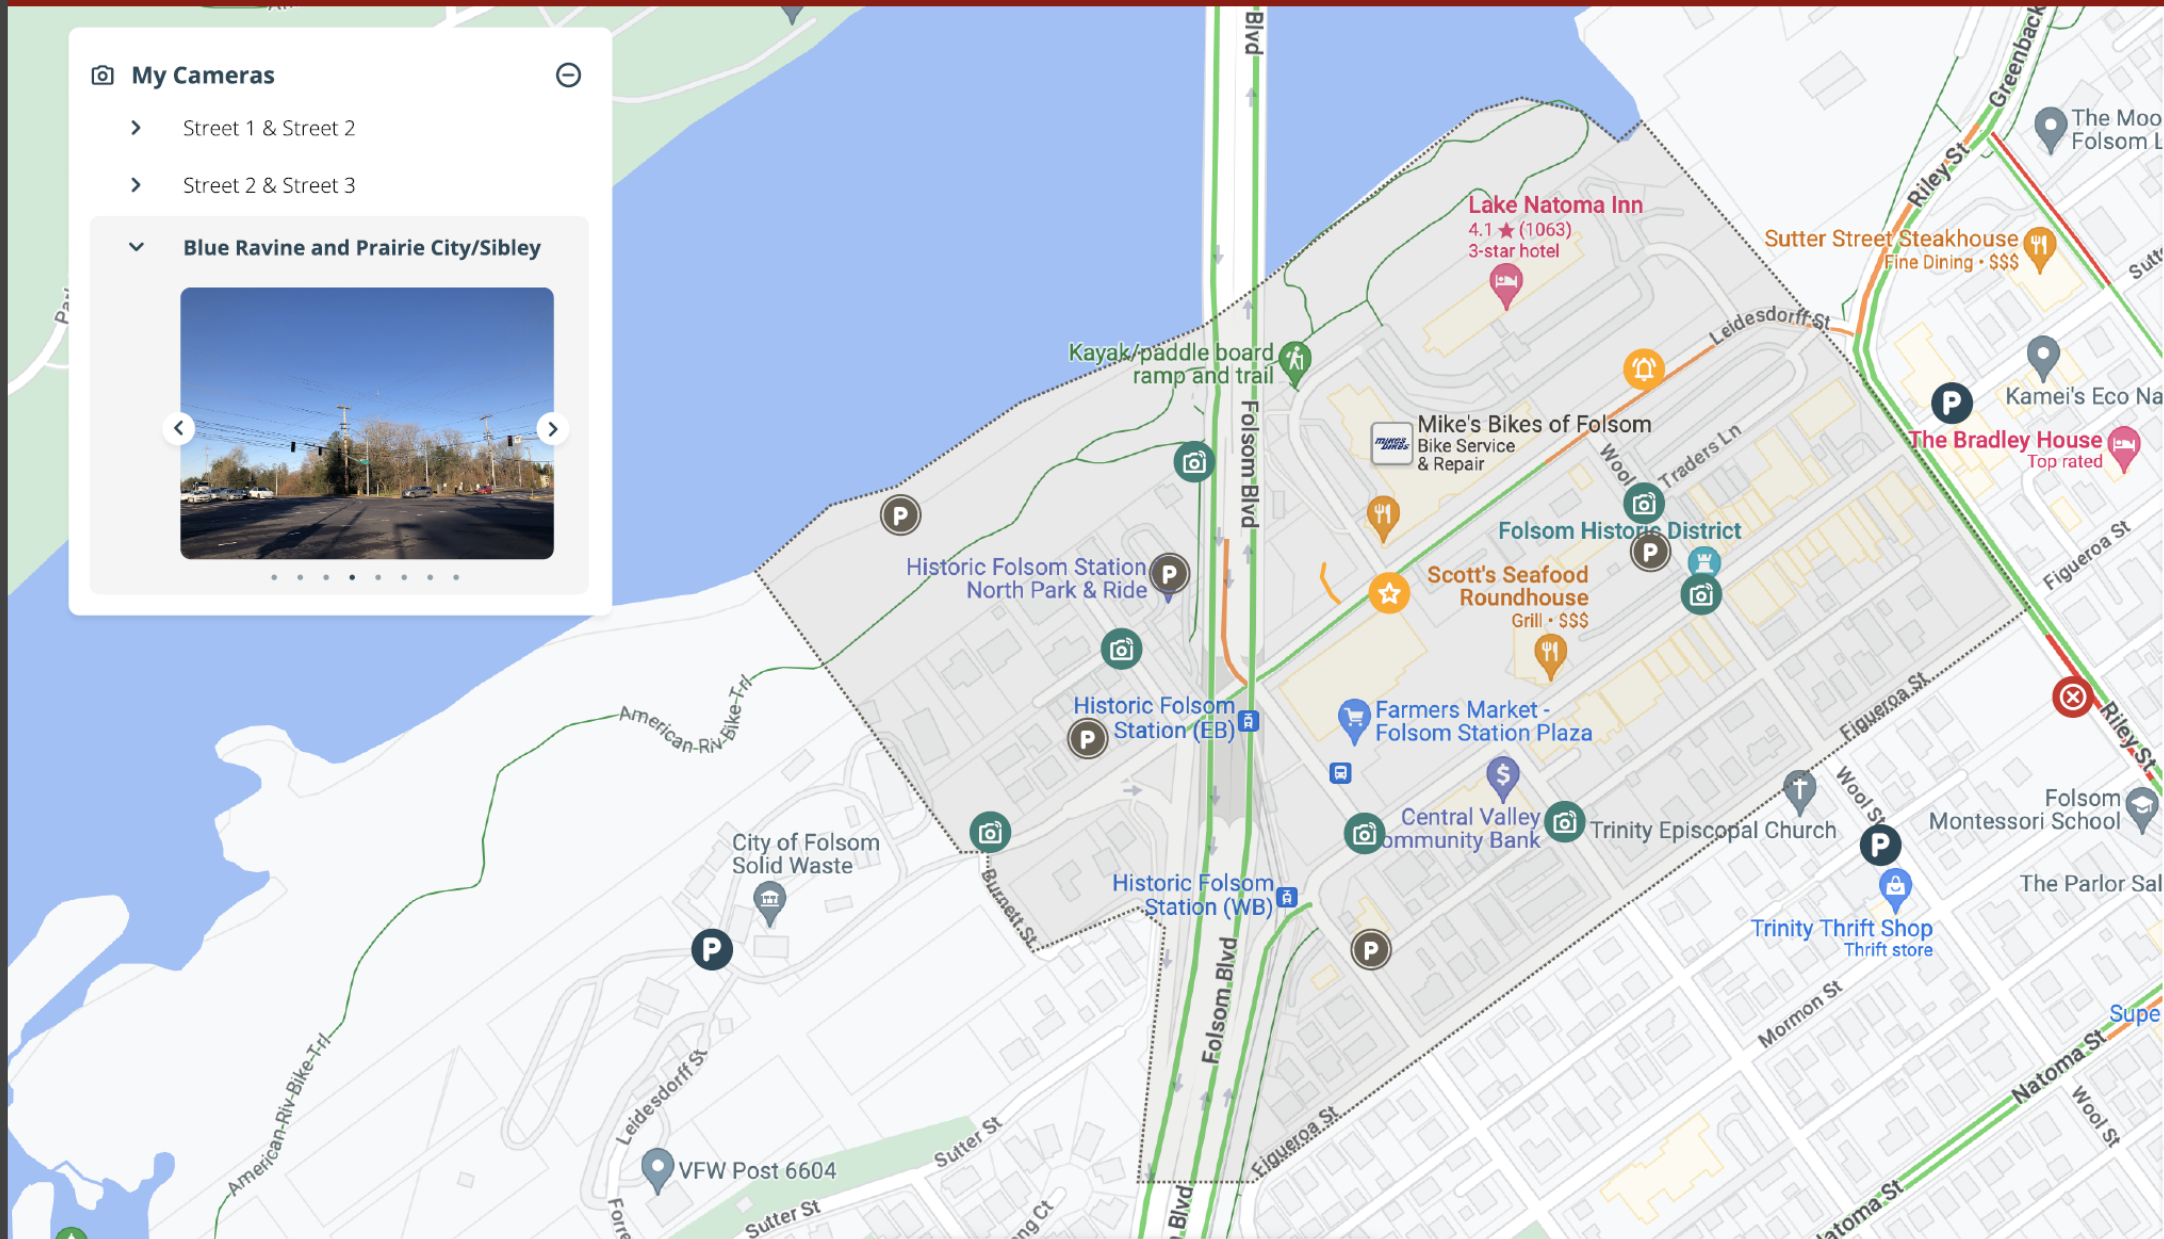 My Cameras
Street 1 & Street 2
Street 2 & Street 3
Blue Ravine and Prairie City/Sibley
Blvd
Greenback
The Moo
Folsom L
Riley St
Lake Natoma Inn
4.1 ★ (1063)
3-star hotel
Sutter Street Steakhouse
Fine Dining • $$$
Sutte
Leidesdorff St
Kayak/paddle board
ramp and trail
Kamei's Eco Na
P
Folsom Blvd
Mike's Bikes of Folsom
Bike Service
& Repair
MIKES
BIKES
The Bradley House
Top rated
Wool
Traders Ln
P
Folsom Historic District
P
Figueroa St
Historic Folsom Station
North Park & Ride
P
Scott's Seafood
Roundhouse
Grill • $$$
American-Riv-Bike-Trl
Historic Folsom
Station (EB)
P
Farmers Market -
Folsom Station Plaza
Figueroa St
Riley St
$
Wool St
Folsom
Montessori School
Central Valley
ommunity Bank
Trinity Episcopal Church
P
City of Folsom
Solid Waste
Burnett St
Historic Folsom
Station (WB)
The Parlor Sal
P
P
Trinity Thrift Shop
Thrift store
Folsom Blvd
Mormon St
Supe
American-Riv-Bike-Trl
Leidesdorff St
Natoma St
Wool St
Sutter St
Figueroa St
VFW Post 6604
Forre
Sutter St
ng Ct
Blvd
atoma St